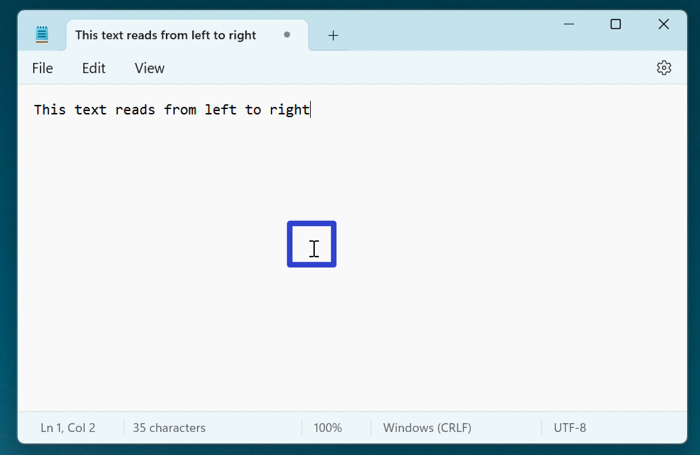 This text reads from left to right
File Edit View
This text reads from left to right
Ln 1, Col 2 35 characters 100% Windows (CRLF) UTF-8